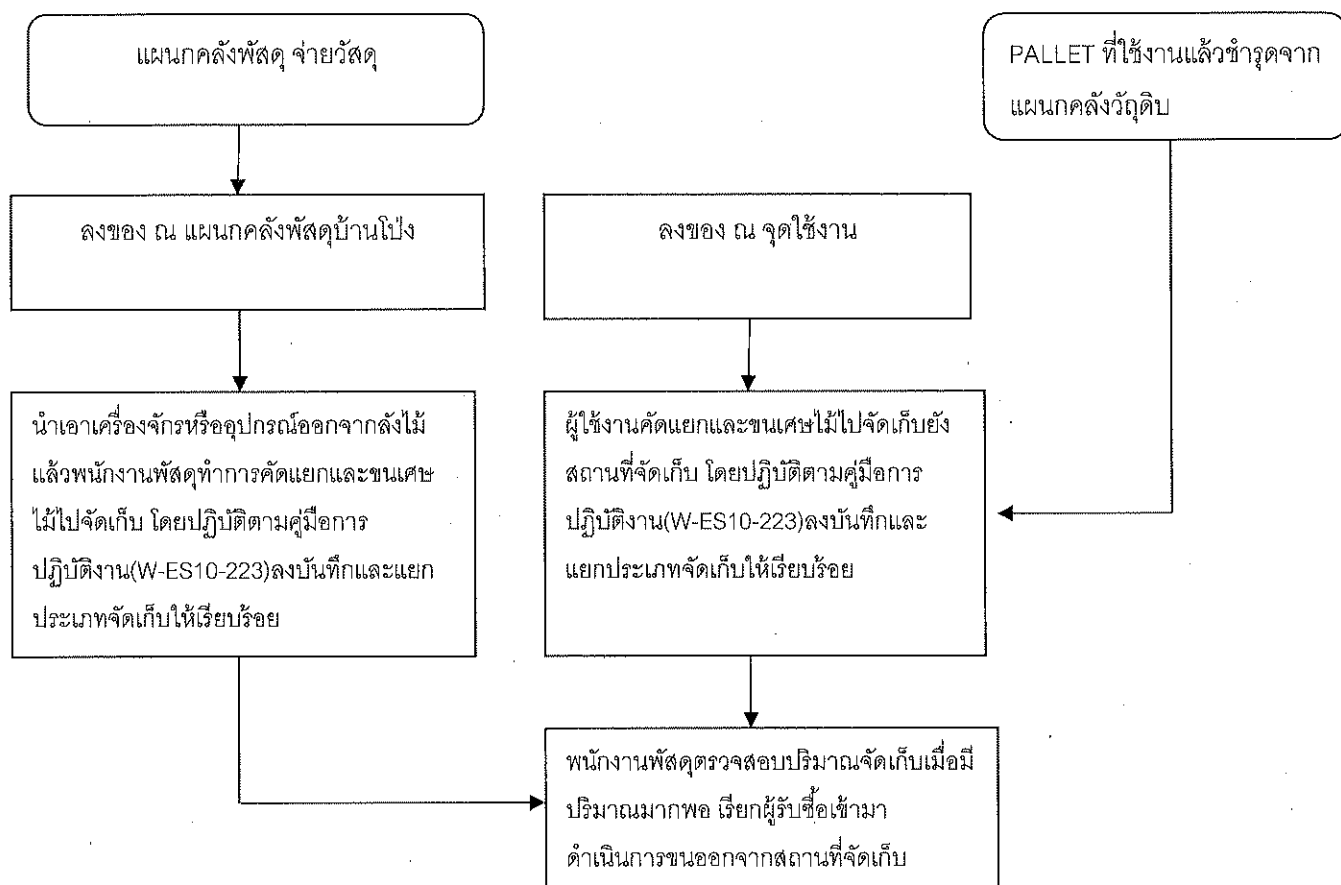 แผนกคลังพัสดุ จ่ายวัสดุ
PALLET ที่ใช้งานแล้วชำรุดจาก
แผนกคลังวัถุดิบ
ลงของ ณ แผนกคลังพัสดุบ้านโป่ง
ลงของ ณ จุดใช้งาน
นำเอาเครื่องจักรหรืออุปกรณ์ออกจากลังไม้
แล้วพนักงานพัสดุทำการคัดแยกและขนเศษ
ไม้ไปจัดเก็บ โดยปฏิบัติตามคู่มือการ
ปฏิบัติงาน(W-ES10-223)ลงบันทึกและแยก
ประเภทจัดเก็บให้เรียบร้อย
ผู้ใช้งานคัดแยกและขนเศษไม้ไปจัดเก็บยัง
สถานที่จัดเก็บ โดยปฏิบัติตามคู่มือการ
ปฏิบัติงาน(W-ES10-223)ลงบันทึกและ
แยกประเภทจัดเก็บให้เรียบร้อย
พนักงานพัสดุตรวจสอบปริมาณจัดเก็บเมื่อมี
ปริมาณมากพอ เรียกผู้รับซื้อเข้ามา
ดำเนินการขนออกจากสถานที่จัดเก็บ